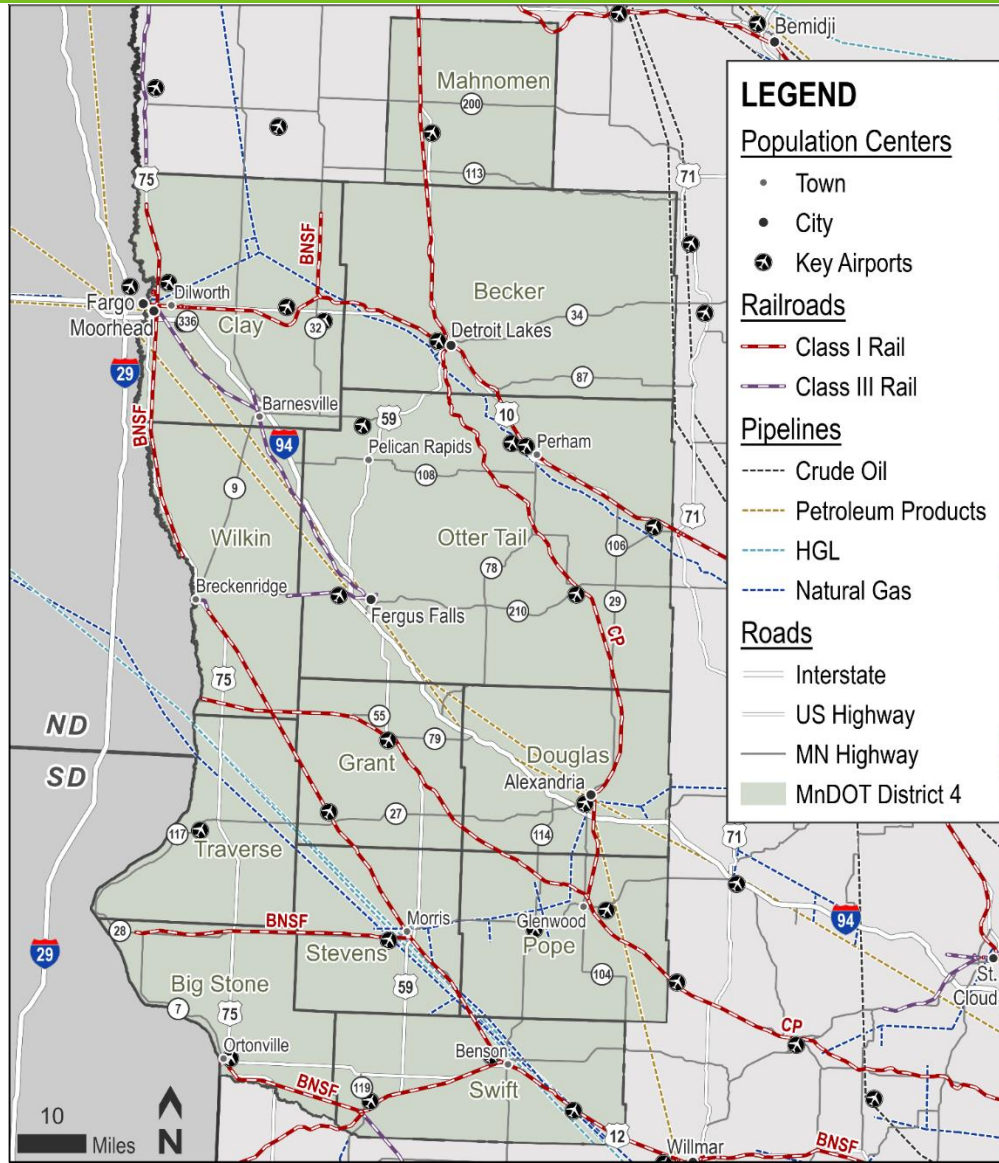 Bemidji
Mahnomen
200
113
75
71
BNSF
Becker
Fargo
Dilworth
Moorhead
336
Clay
32
Detroit Lakes
34
29
87
Barnesville
59
10
BNSF
94
Pelican Rapids
Perham
108
9
71
Wilkin
Otter Tail
106
78
Breckenridge
Fergus Falls
210
29
CP
75
ND
SD
55
79
Grant
Douglas
Alexandria
27
114
117
Traverse
71
94
Morris
Glenwood
28
BNSF
Stevens
Pope
29
104
St.
Cloud
Big Stone
7
75
59
CP
Ortonville
Benson
BNSF
119
Swift
12
Willmar
BNSF
10
Miles
N
LEGEND
Population Centers
Town
City
Key Airports
Railroads
Class I Rail
Class III Rail
Pipelines
Crude Oil
Petroleum Products
HGL
Natural Gas
Roads
Interstate
US Highway
MN Highway
MnDOT District 4